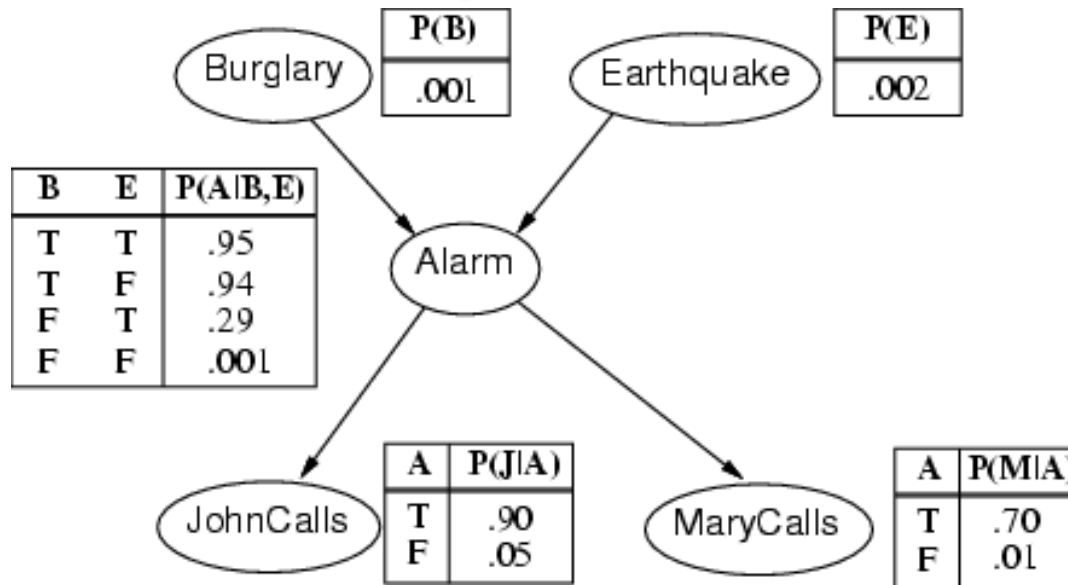 P(B)
.001
Burglary
P(E)
.002
Earthquake
B E P(A|B,E)
T T .95
T F .94
F T .29
F F .001
Alarm
A P(J|A)
T .90
F .05
JohnCalls
A P(M|A)
T .70
F .01
MaryCalls